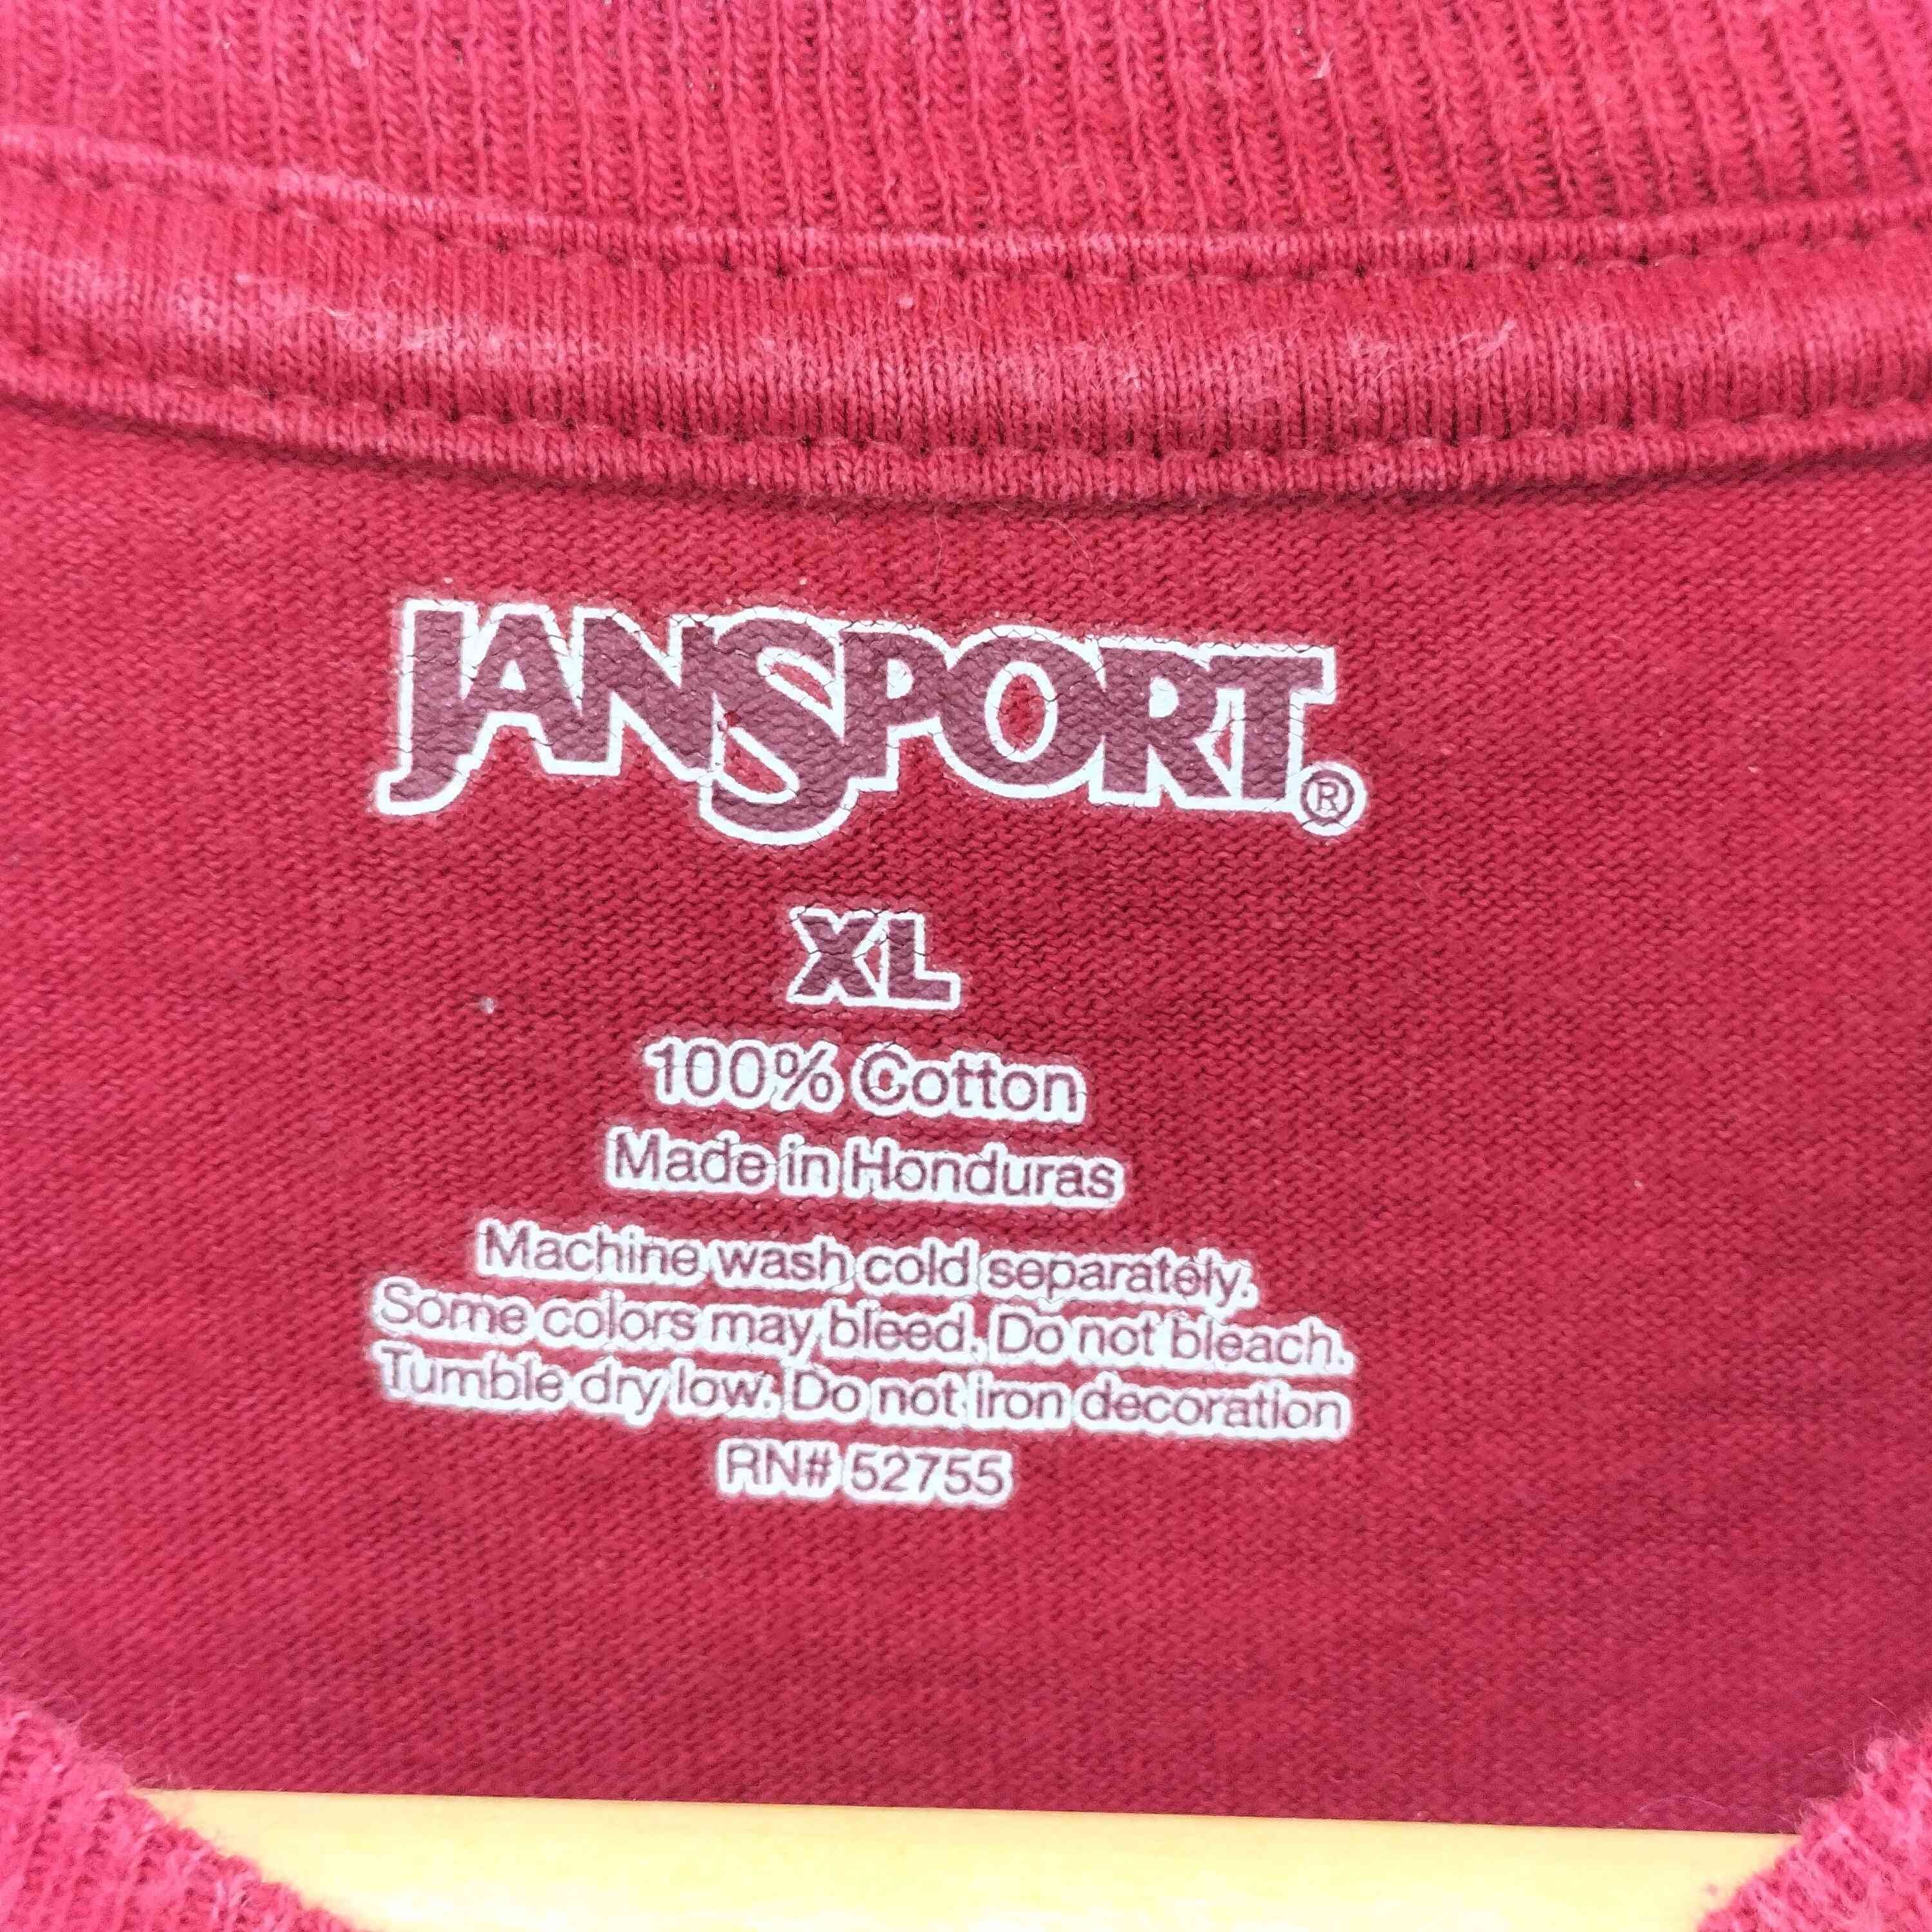 JANSPORT®
XL
100% Cotton
Made in Honduras
Machine wash cold separately.
Some colors may bleed. Do not bleach.
Tumble dry low. Do not iron decoration
RN# 52755